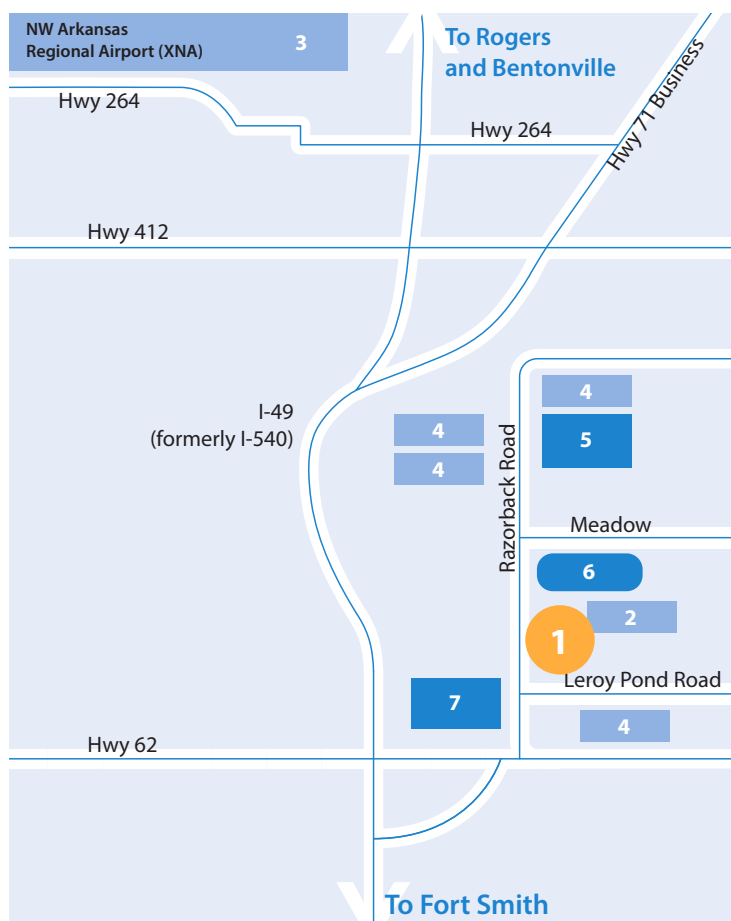 NW Arkansas
Regional Airport (XNA)
3
To Rogers
and Bentonville
Hwy 71 Business
Hwy 264
Hwy 264
Hwy 412
I-49
(formerly I-540)
4
4
4
5
Razorback Road
Meadow
6
2
1
Leroy Pond Road
7
4
Hwy 62
To Fort Smith